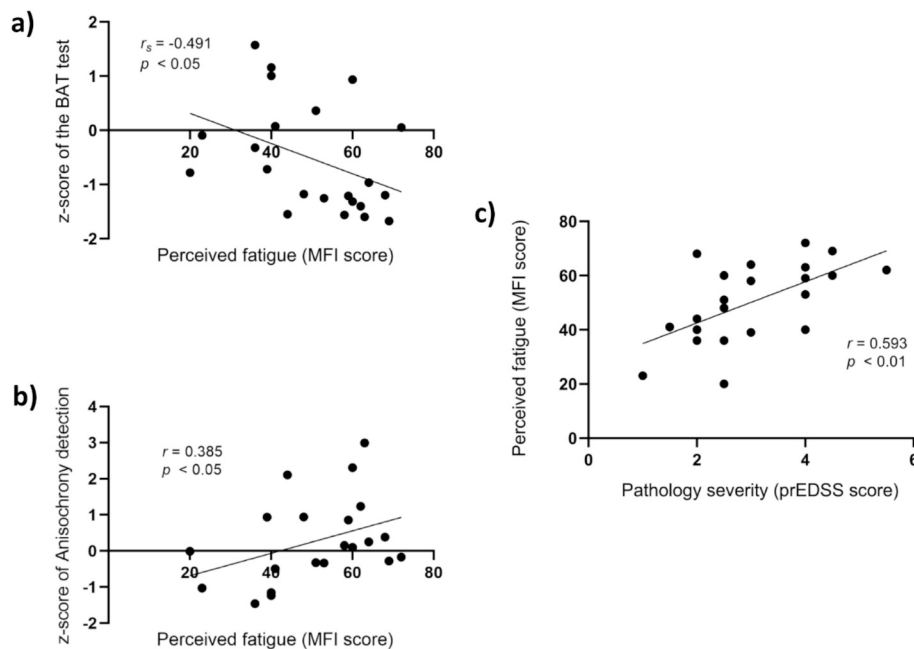 a)
z-score of the BAT test
2
1
0
-1
-2
20 40 60 80
r_s = -0.491
p < 0.05
Perceived fatigue (MFI score)
b)
z-score of Anisochrony detection
4
3
2
1
0
-1
-2
20 40 60 80
r = 0.385
p < 0.05
Perceived fatigue (MFI score)
c)
Perceived fatigue (MFI score)
80
60
40
20
0
0 2 4 6
r = 0.593
p < 0.01
Pathology severity (prEDSS score)